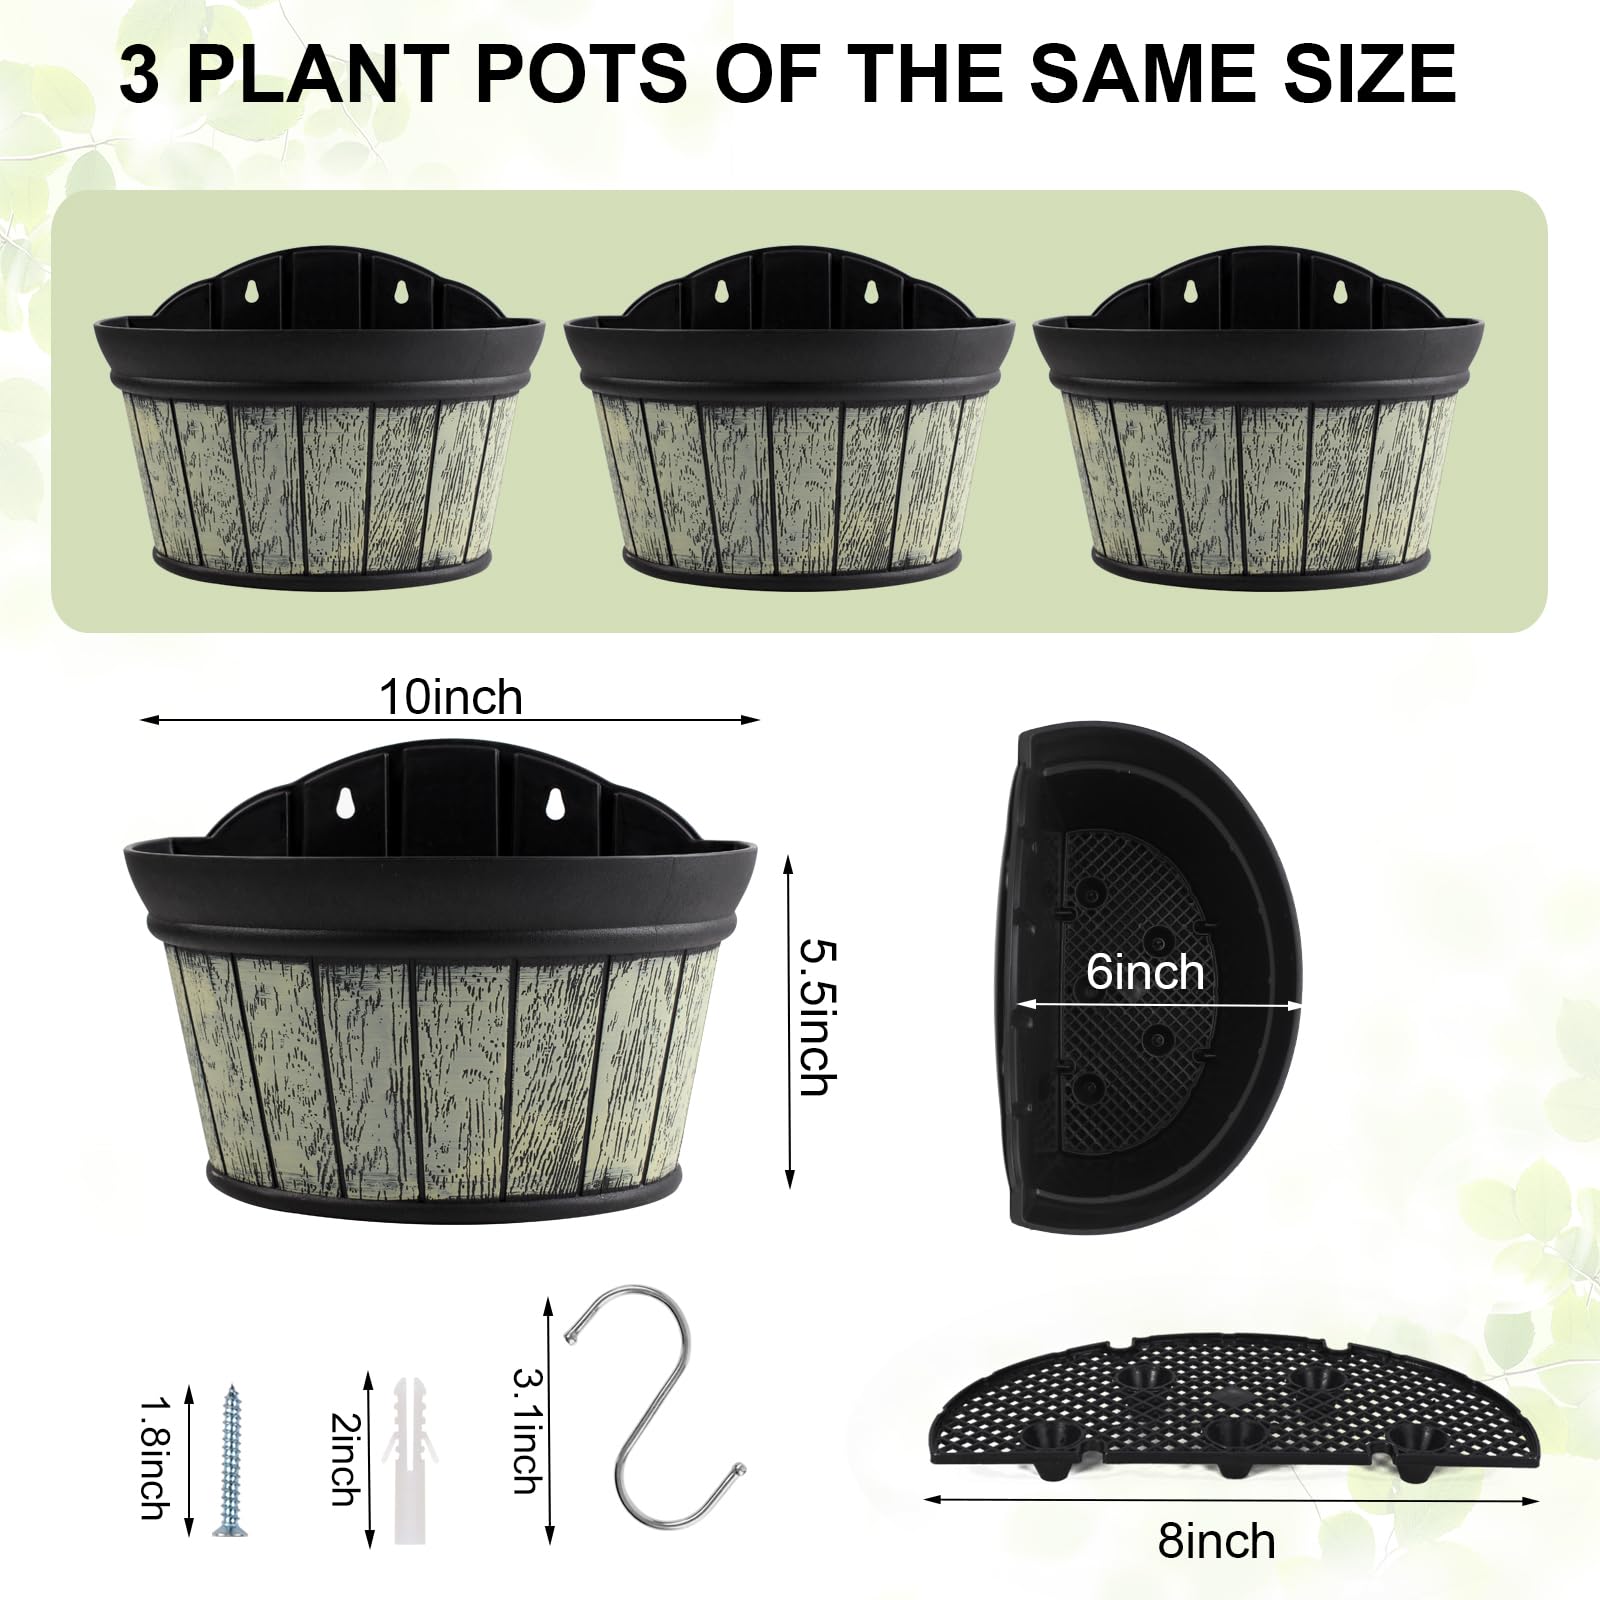 3 PLANT POTS OF THE SAME SIZE
10inch
5.5inch
6inch
1.8inch
2inch
3.1inch
8inch